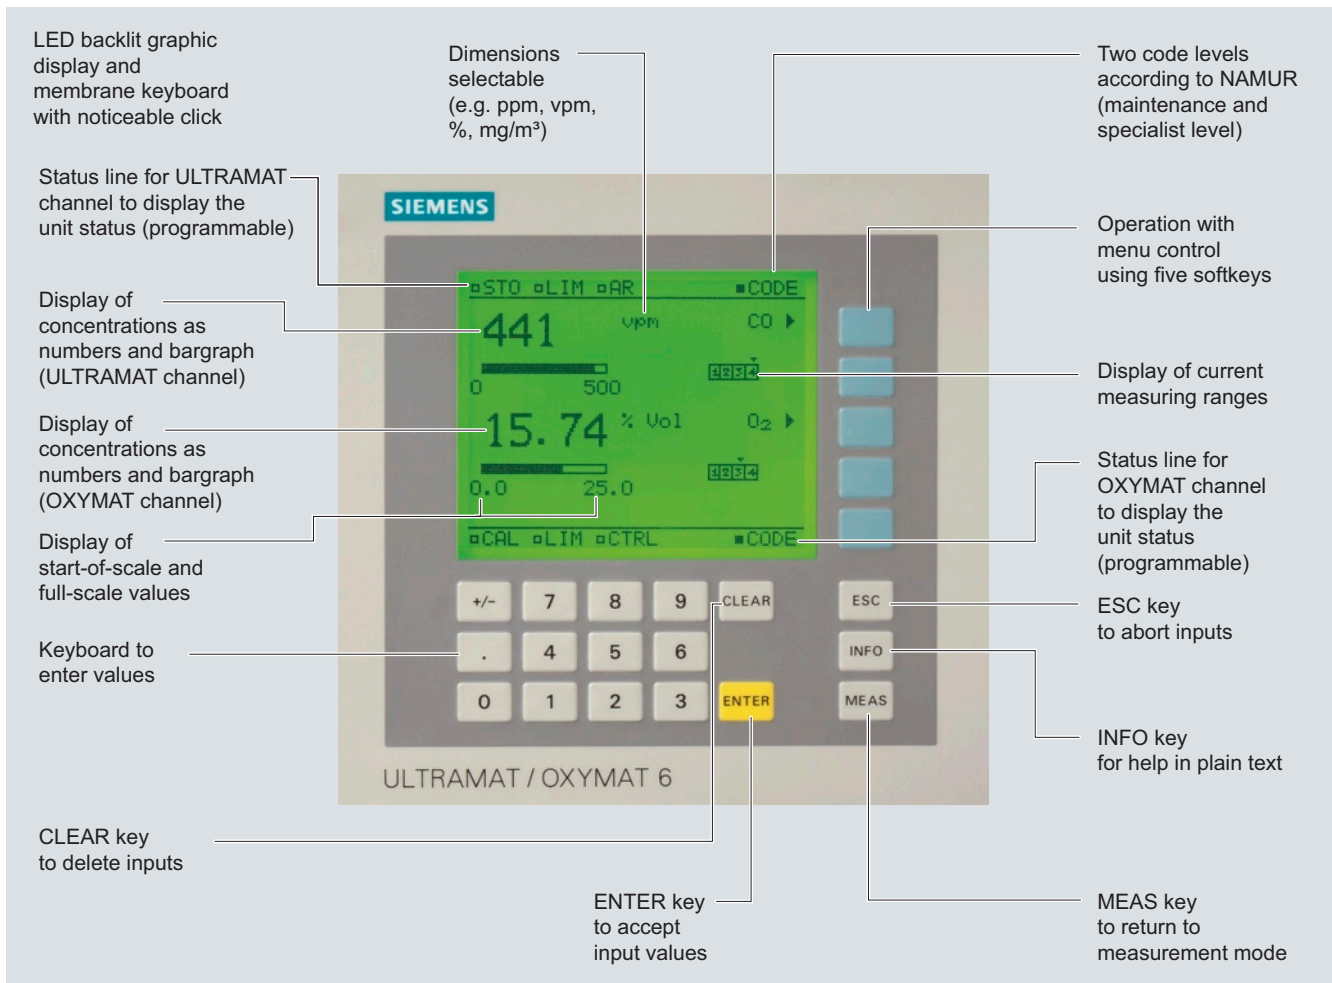 LED backlit graphic
display and
membrane keyboard
with noticeable click
Dimensions
selectable
(e.g. ppm, vpm,
%, mg/m³)
Two code levels
according to NAMUR
(maintenance and
specialist level)
Status line for ULTRAMAT
channel to display the
unit status (programmable)
Display of
concentrations as
numbers and bargraph
(ULTRAMAT channel)
Display of
concentrations as
numbers and bargraph
(OXYMAT channel)
Display of
start-of-scale and
full-scale values
Keyboard to
enter values
SIEMENS
STO LIM AR CODE
441 vpm CO
1 2 3 4
0 500
15.74 % Vol O₂
1 2 3 4
0.0 25.0
CAL LIM CTRL CODE
+/- 7 8 9 CLEAR ESC
. 4 5 6 INFO
0 1 2 3 ENTER MEAS
ULTRAMAT / OXYMAT 6
Operation with
menu control
using five softkeys
Display of current
measuring ranges
Status line for
OXYMAT channel
to display the
unit status
(programmable)
ESC key
to abort inputs
INFO key
for help in plain text
CLEAR key
to delete inputs
ENTER key
to accept
input values
MEAS key
to return to
measurement mode